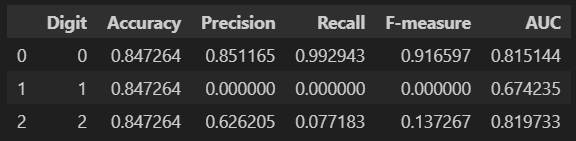 Digit Accuracy Precision Recall F-measure AUC
0 0 0.847264 0.851165 0.992943 0.916597 0.815144
1 1 0.847264 0.000000 0.000000 0.000000 0.674235
2 2 0.847264 0.626205 0.077183 0.137267 0.819733